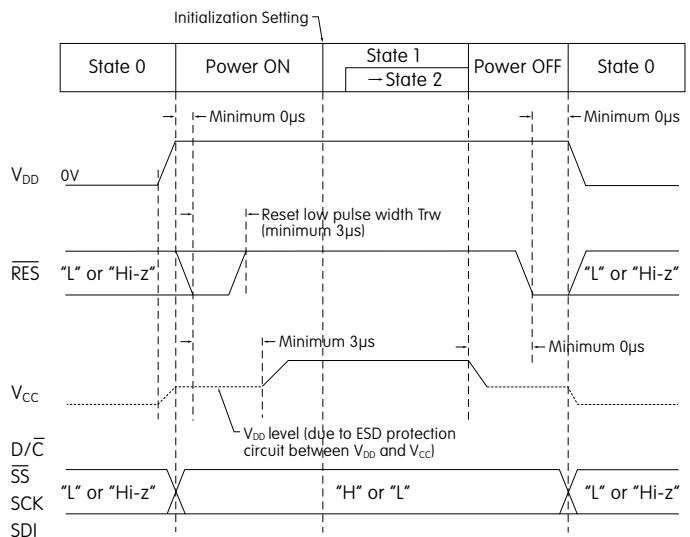 Initialization Setting
State 0
Power ON
State 1
→ State 2
Power OFF
State 0
Minimum 0µs
Minimum 0µs
VDD
0V
Reset low pulse width Trw
(minimum 3µs)
RES
"L" or "Hi-z"
"L" or "Hi-z"
Minimum 3µs
Minimum 0µs
VCC
VDD level (due to ESD protection
circuit between VDD and VCC)
D/C
SS
SCK
SDI
"L" or "Hi-z"
"H" or "L"
"L" or "Hi-z"